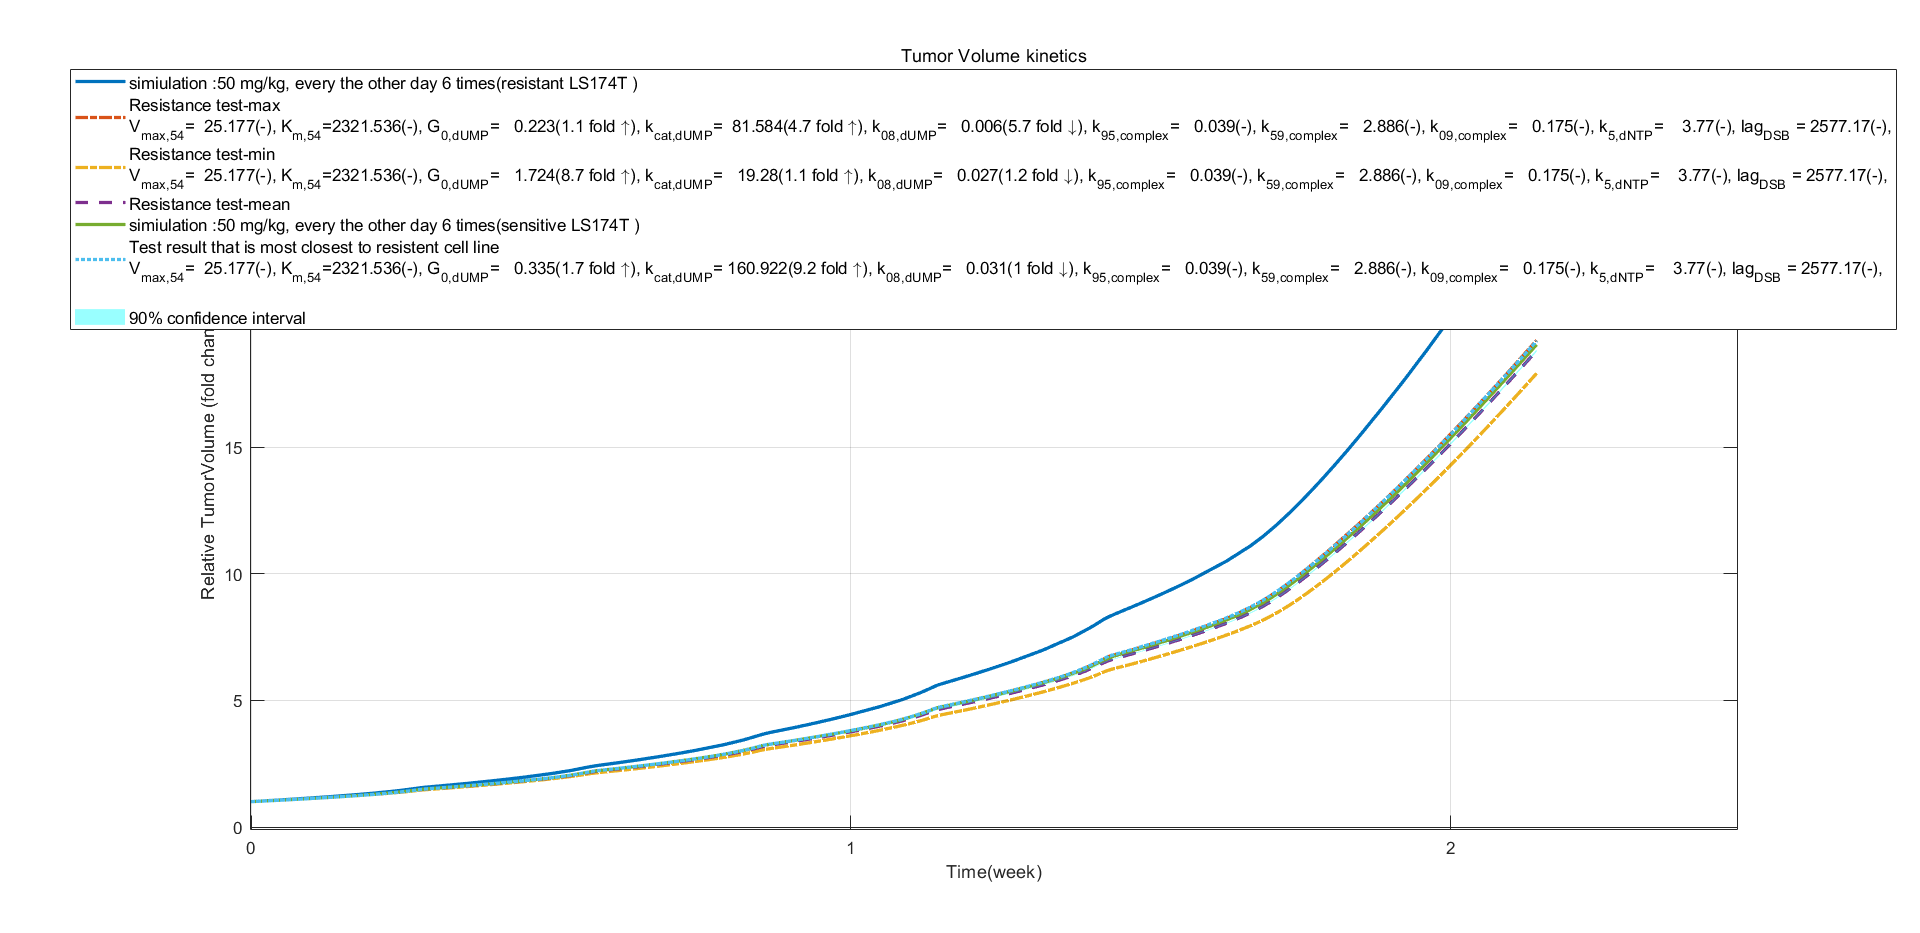 Tumor Volume kinetics
simiulation :50 mg/kg, every the other day 6 times(resistant LS174T )
Resistance test-max
Vmax,54= 25.177(-), Km,54=2321.536(-), G0,dUMP= 0.223(1.1 fold ↑), kcat,dUMP= 81.584(4.7 fold ↑), k08,dUMP= 0.006(5.7 fold ↓), k95,complex= 0.039(-), k59,complex= 2.886(-), k09,complex= 0.175(-), k5,dNTP= 3.77(-), lagDSB = 2577.17(-),
Resistance test-min
Vmax,54= 25.177(-), Km,54=2321.536(-), G0,dUMP= 1.724(8.7 fold ↑), kcat,dUMP= 19.28(1.1 fold ↑), k08,dUMP= 0.027(1.2 fold ↓), k95,complex= 0.039(-), k59,complex= 2.886(-), k09,complex= 0.175(-), k5,dNTP= 3.77(-), lagDSB = 2577.17(-),
Resistance test-mean
simiulation :50 mg/kg, every the other day 6 times(sensitive LS174T )
Test result that is most closest to resistent cell line
Vmax,54= 25.177(-), Km,54=2321.536(-), G0,dUMP= 0.335(1.7 fold ↑), kcat,dUMP= 160.922(9.2 fold ↑), k08,dUMP= 0.031(1 fold ↓), k95,complex= 0.039(-), k59,complex= 2.886(-), k09,complex= 0.175(-), k5,dNTP= 3.77(-), lagDSB = 2577.17(-),
90% confidence interval
Relative TumorVolume (fold
15
10
5
0
0
1
2
Time(week)